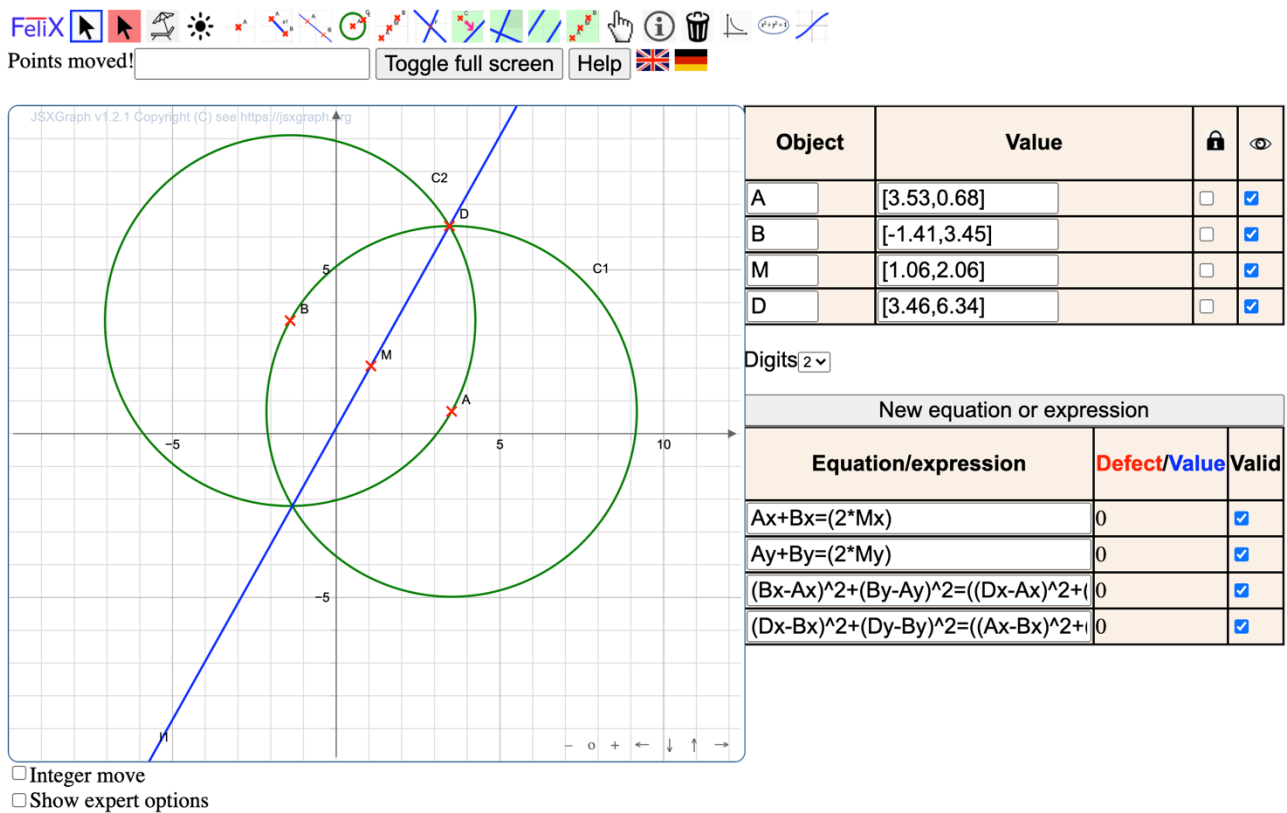 FeliX
Points moved!
Toggle full screen
Help
JSXGraph v1.2.1 Copyright (C) see https://jsxgraph.org
C2
D
C1
5
B
M
A
−5
5
10
−5
l1
− o + ← ↓ ↑ →
Integer move
Show expert options
Object Value
A [3.53,0.68]
B [-1.41,3.45]
M [1.06,2.06]
D [3.46,6.34]
Digits 2
New equation or expression
Equation/expression Defect/Value Valid
Ax+Bx=(2*Mx) 0
Ay+By=(2*My) 0
(Bx-Ax)^2+(By-Ay)^2=((Dx-Ax)^2+( 0
(Dx-Bx)^2+(Dy-By)^2=((Ax-Bx)^2+( 0